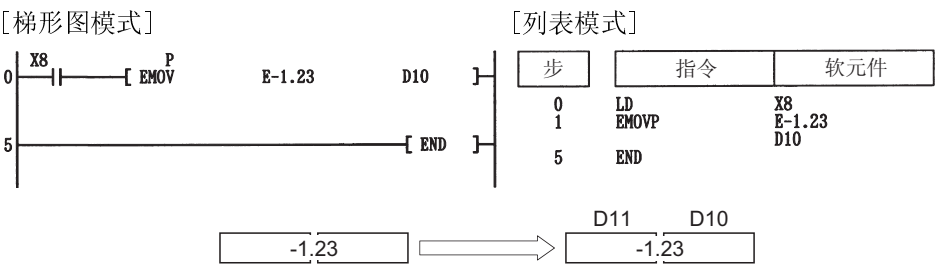 [梯形图模式]
X8 P
0 EMOV E-1.23 D10
5 END
[列表模式]
步 指令 软元件
0 LD X8
1 EMOVP E-1.23
D10
5 END
D11 D10
-1.23 -1.23